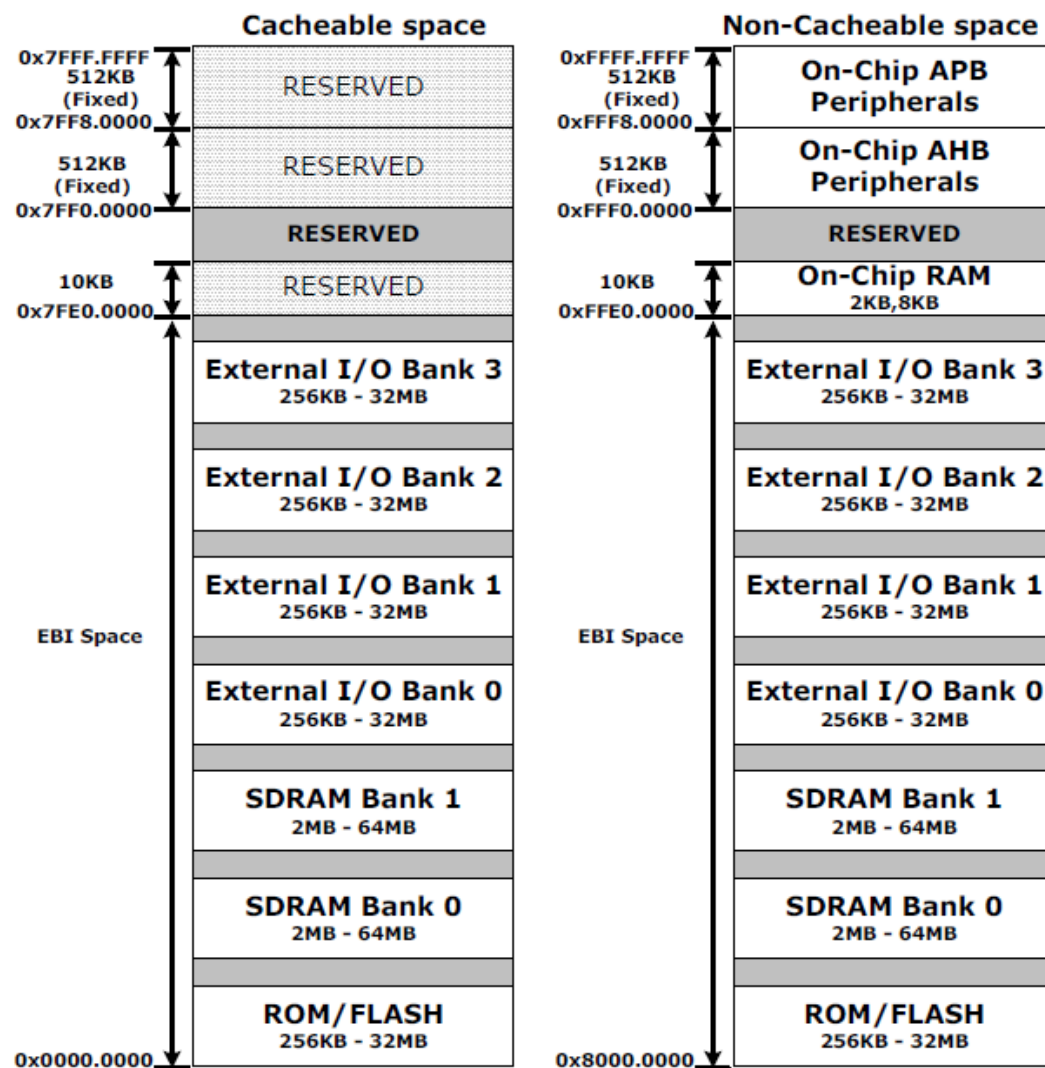 Cacheable space
0x7FFF.FFFF
512KB
(Fixed)
0x7FF8.0000
RESERVED
512KB
(Fixed)
0x7FF0.0000
RESERVED
RESERVED
10KB
0x7FE0.0000
RESERVED
External I/O Bank 3
256KB - 32MB
External I/O Bank 2
256KB - 32MB
External I/O Bank 1
256KB - 32MB
EBI Space
External I/O Bank 0
256KB - 32MB
SDRAM Bank 1
2MB - 64MB
SDRAM Bank 0
2MB - 64MB
ROM/FLASH
256KB - 32MB
0x0000.0000
Non-Cacheable space
0xFFFF.FFFF
512KB
(Fixed)
0xFFF8.0000
On-Chip APB
Peripherals
512KB
(Fixed)
0xFFF0.0000
On-Chip AHB
Peripherals
RESERVED
10KB
0xFFE0.0000
On-Chip RAM
2KB,8KB
External I/O Bank 3
256KB - 32MB
External I/O Bank 2
256KB - 32MB
External I/O Bank 1
256KB - 32MB
EBI Space
External I/O Bank 0
256KB - 32MB
SDRAM Bank 1
2MB - 64MB
SDRAM Bank 0
2MB - 64MB
ROM/FLASH
256KB - 32MB
0x8000.0000